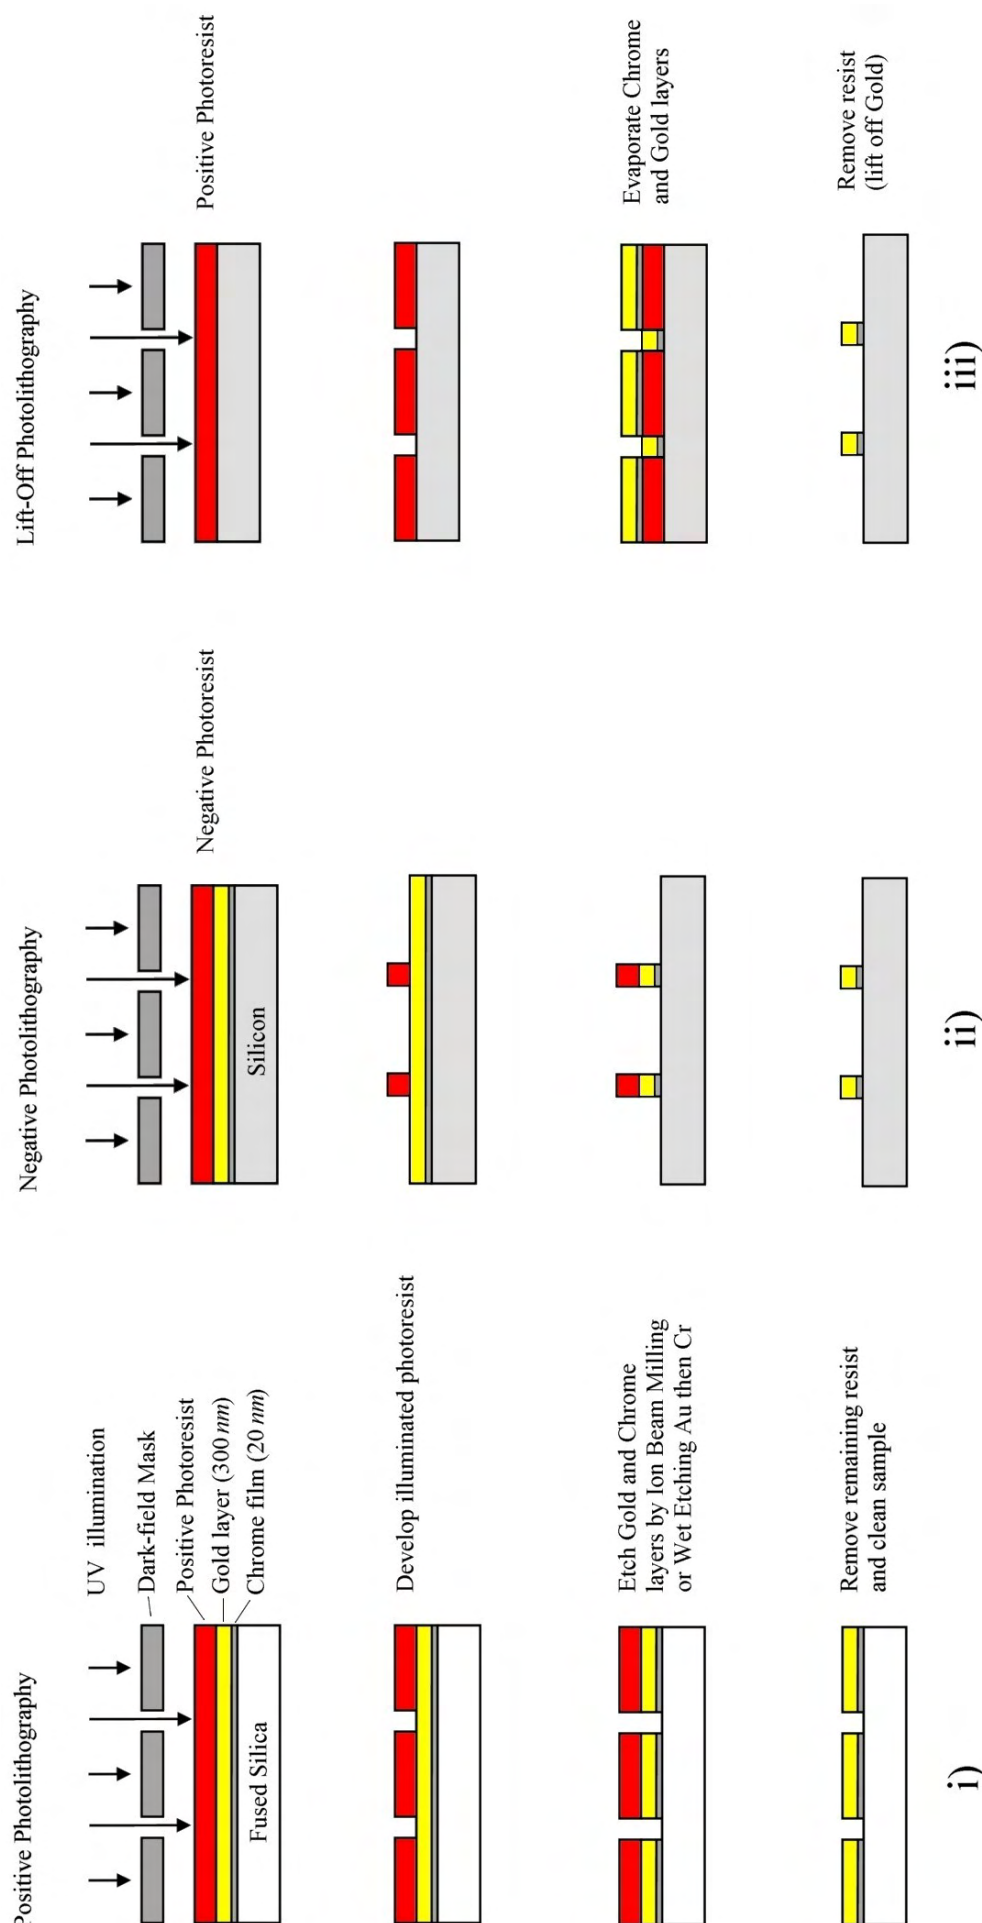 Positive Photolithography
UV illumination
Dark-field Mask
Positive Photoresist
Gold layer (300 nm)
Chrome film (20 nm)
Fused Silica
Develop illuminated photoresist
Etch Gold and Chrome
layers by Ion Beam Milling
or Wet Etching Au then Cr
Remove remaining resist
and clean sample
i)
Negative Photolithography
Negative Photoresist
Silicon
ii)
Lift-Off Photolithography
Positive Photoresist
Evaporate Chrome
and Gold layers
Remove resist
(lift off Gold)
iii)